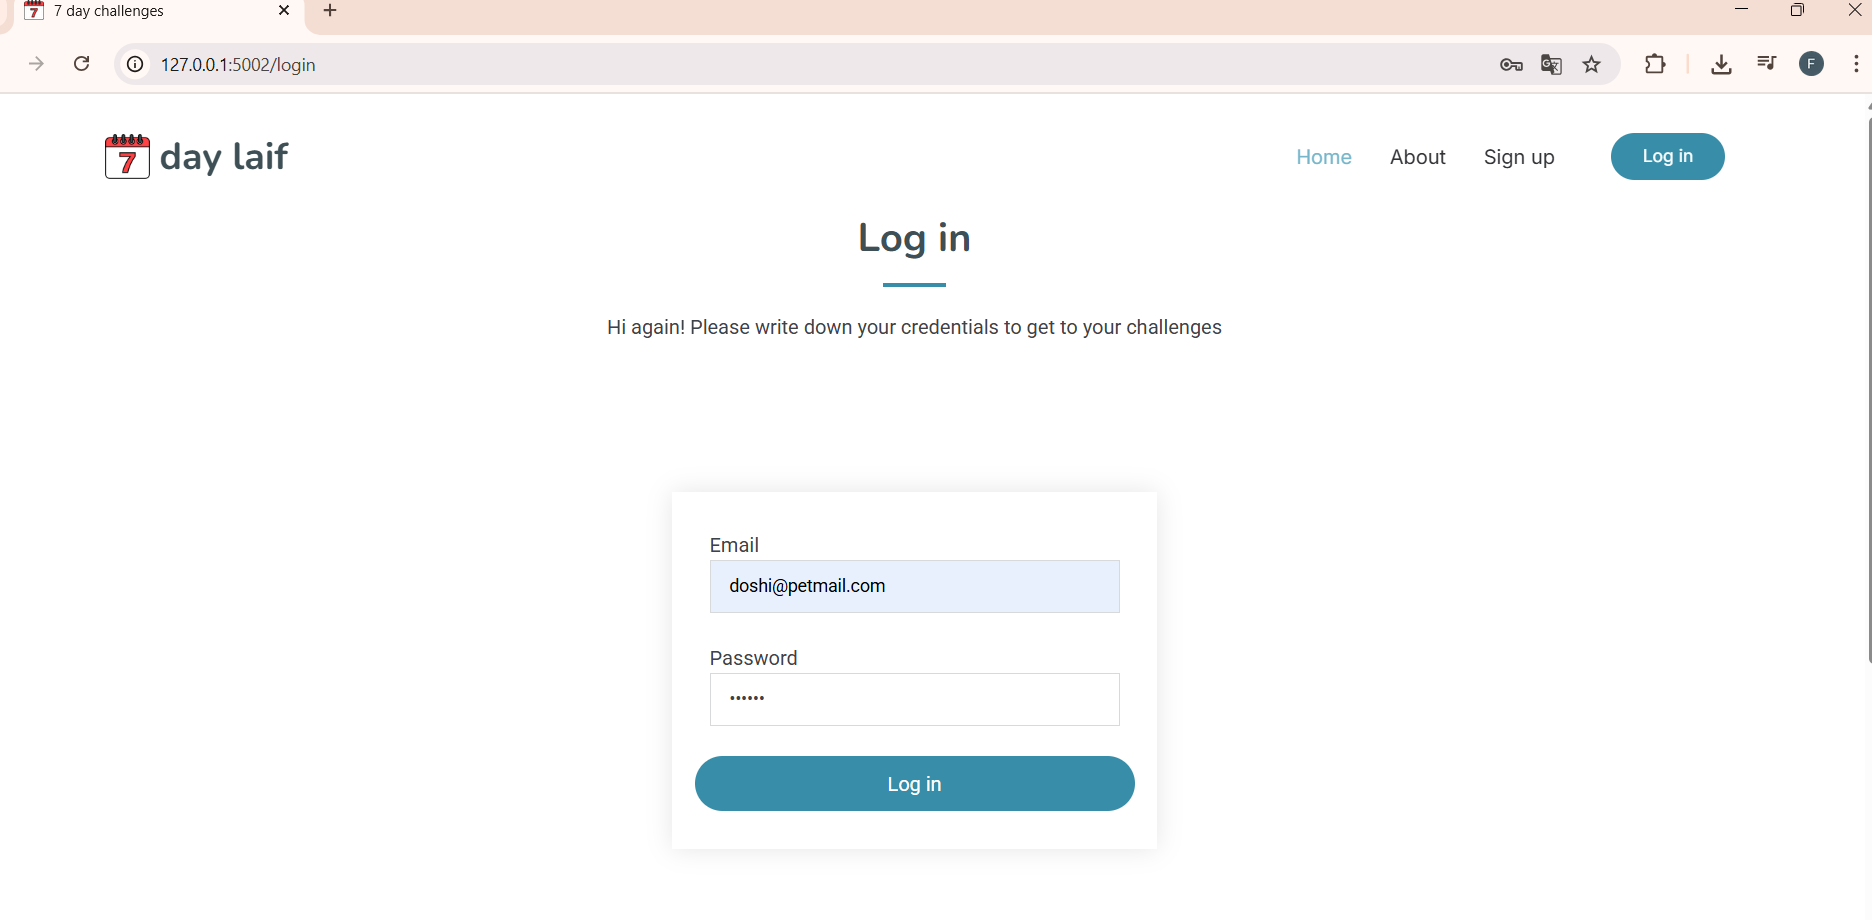 7 day challenges
127.0.0.1:5002/login
F
7 day laif
Home About Sign up Log in
Log in
Hi again! Please write down your credentials to get to your challenges
Email
doshi@petmail.com
Password
••••••
Log in